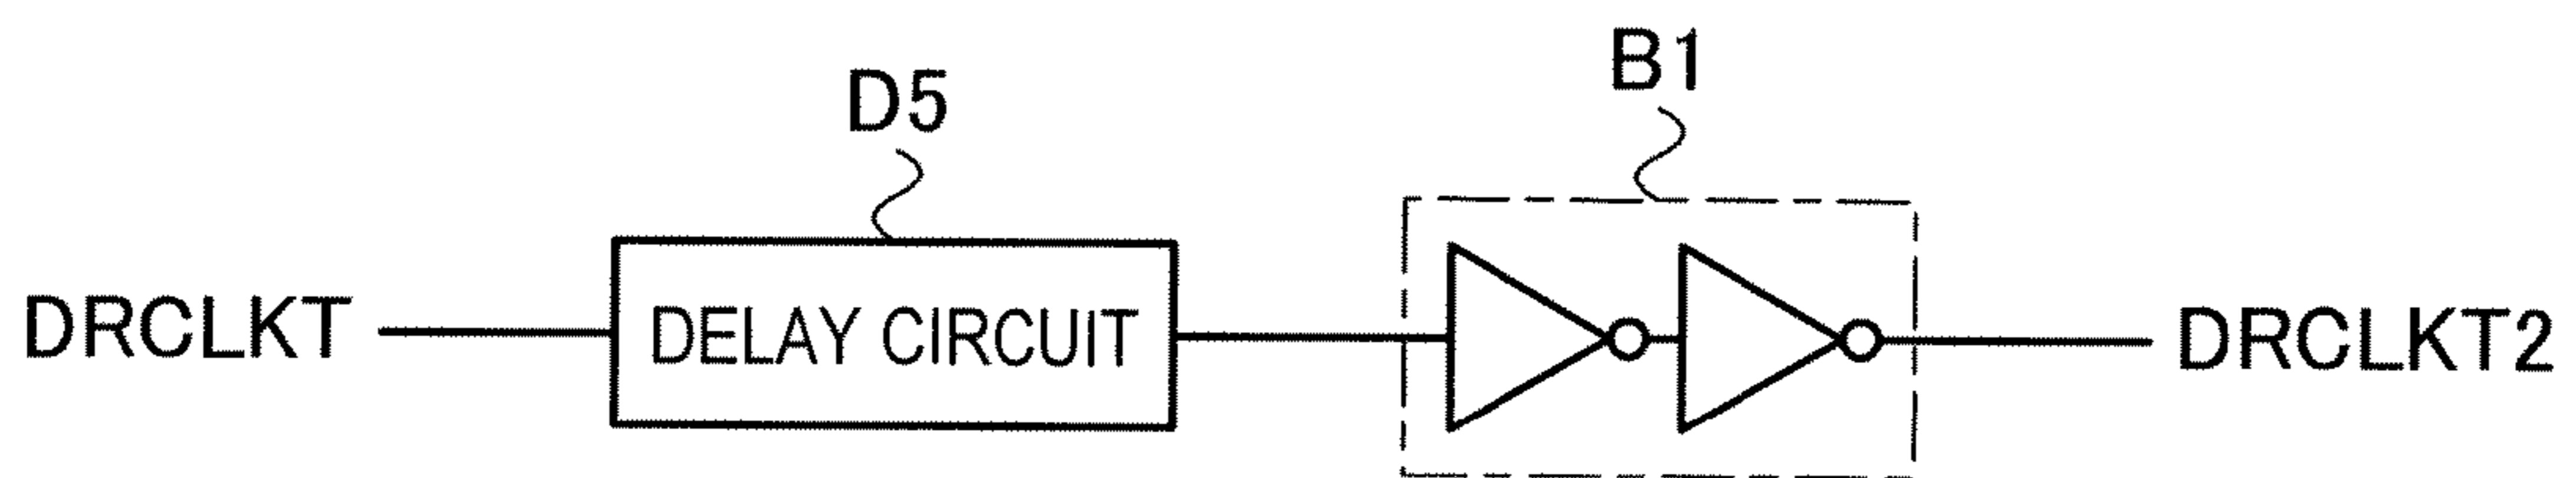 D5
B1
DRCLKT
DELAY CIRCUIT
DRCLKT2